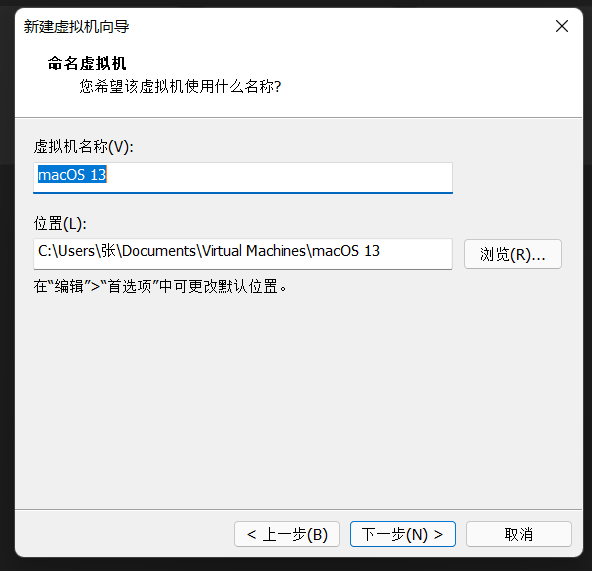 新建虚拟机向导
命名虚拟机
您希望该虚拟机使用什么名称?
虚拟机名称(V):
macOS 13
位置(L):
C:\Users\张\Documents\Virtual Machines\macOS 13
浏览(R)...
在“编辑”>“首选项”中可更改默认位置。
< 上一步(B)
下一步(N) >
取消